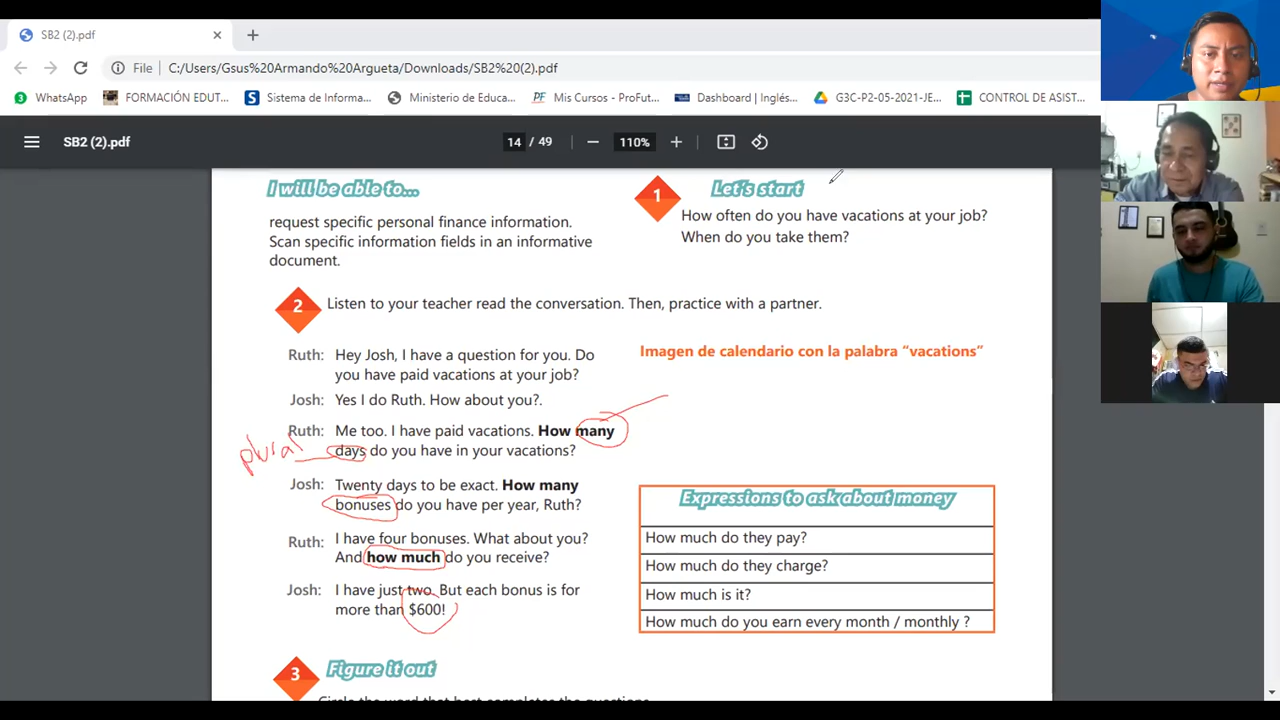 SB2 (2).pdf
File
C:/Users/Gsus%20Armando%20Argueta/Downloads/SB2%20(2).pdf
WhatsApp
FORMACIÓN EDUT...
Sistema de Informa...
Ministerio de Educa...
Mis Cursos - ProFut...
Dashboard | Inglés...
G3C-P2-05-2021-JE...
CONTROL DE ASIST...
SB2 (2).pdf
14 / 49
110%
I will be able to...
request specific personal finance information.
Scan specific information fields in an informative
document.
1
Let's start
How often do you have vacations at your job?
When do you take them?
2
Listen to your teacher read the conversation. Then, practice with a partner.
Ruth: Hey Josh, I have a question for you. Do
you have paid vacations at your job?
Josh: Yes I do Ruth. How about you?.
Ruth: Me too. I have paid vacations. How many
days do you have in your vacations?
plural
Josh: Twenty days to be exact. How many
bonuses do you have per year, Ruth?
Ruth: I have four bonuses. What about you?
And how much do you receive?
Josh: I have just two. But each bonus is for
more than $600!
Imagen de calendario con la palabra “vacations”
Expressions to ask about money
How much do they pay?
How much do they charge?
How much is it?
How much do you earn every month / monthly ?
3
Figure it out
Circle the word that best completes the questions